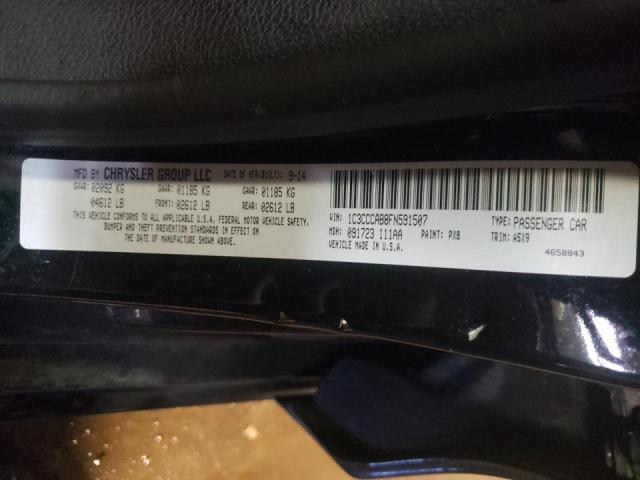 MFD BY CHRYSLER GROUP LLC DATE OF MFR(BUILT): 9-14
GVWR: 02092 KG GAWR: 01185 KG GAWR: 01185 KG
04612 LB FRONT: 02612 LB REAR: 02612 LB
THIS VEHICLE CONFORMS TO ALL APPLICABLE U.S.A. FEDERAL MOTOR VEHICLE SAFETY,
BUMPER AND THEFT PREVENTION STANDARDS IN EFFECT ON
THE DATE OF MANUFACTURE SHOWN ABOVE.
VIN: 1C3CCCAB8FN591507 TYPE: PASSENGER CAR
MDH: 091723 111AA PAINT: PX8 TRIM: A5X9
VEHICLE MADE IN U.S.A.
4658843